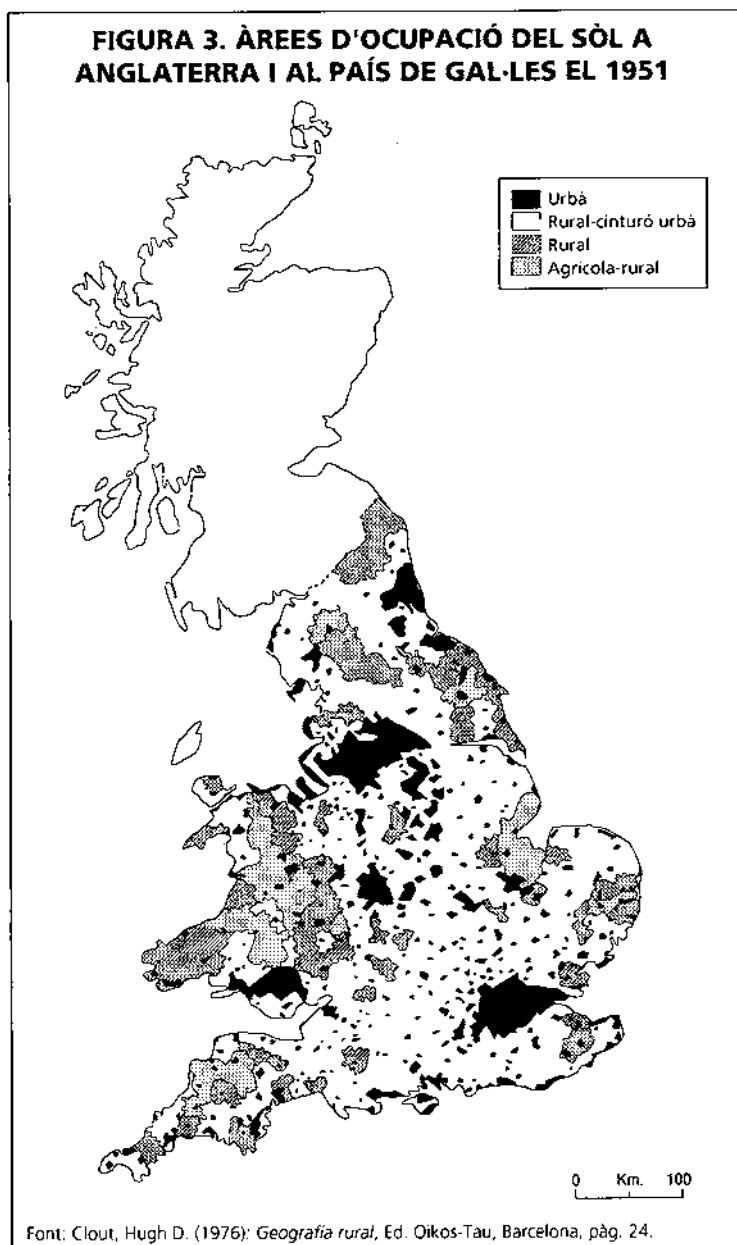 FIGURA 3. ÀREES D'OCUPACIÓ DEL SÒL A
ANGLATERRA I AL PAÍS DE GAL·LES EL 1951
Urbà
Rural-cinturó urbà
Rural
Agrícola-rural
0 Km. 100
Font: Clout, Hugh D. (1976): Geografía rural, Ed. Oikos-Tau, Barcelona, pàg. 24.